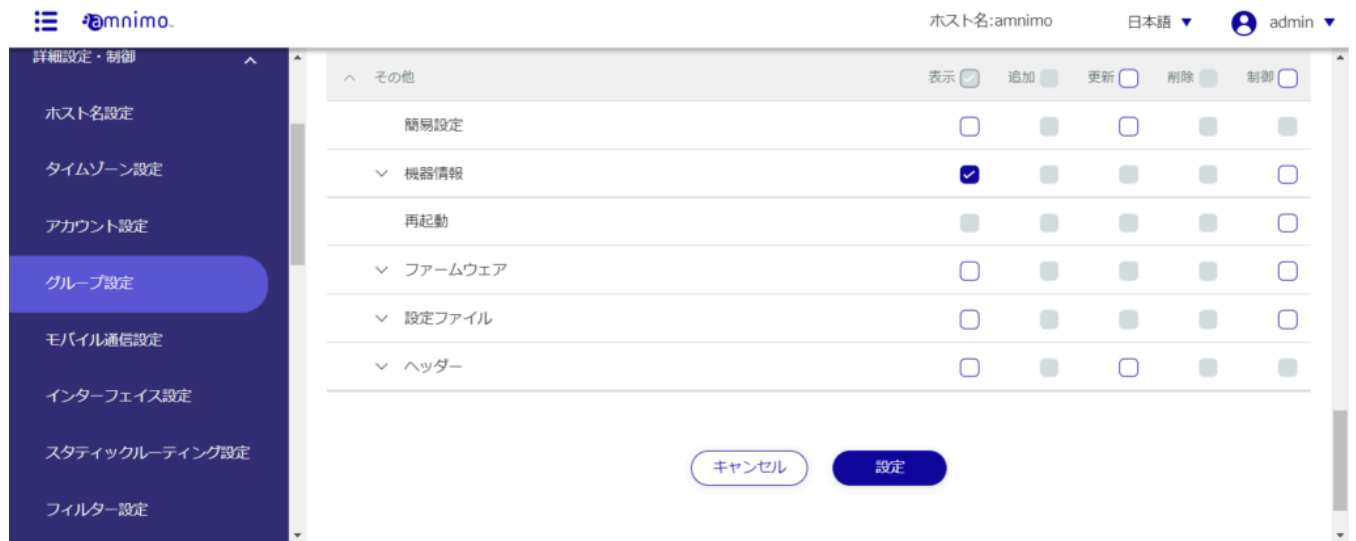 amnimo
ホスト名:amnimo
日本語 ▼
admin ▼
詳細設定・制御
ホスト名設定
タイムゾーン設定
アカウント設定
グループ設定
モバイル通信設定
インターフェイス設定
スタティックルーティング設定
フィルター設定
その他 表示 追加 更新 削除 制御
簡易設定
機器情報
再起動
ファームウェア
設定ファイル
ヘッダー
キャンセル 設定